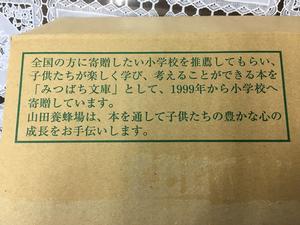 全国の方に寄贈したい小学校を推薦してもらい、
子供たちが楽しく学び、考えることができる本を
「みつばち文庫」として、1999年から小学校へ
寄贈しています。
山田養蜂場は、本を通して子供たちの豊かな心の
成長をお手伝いします。